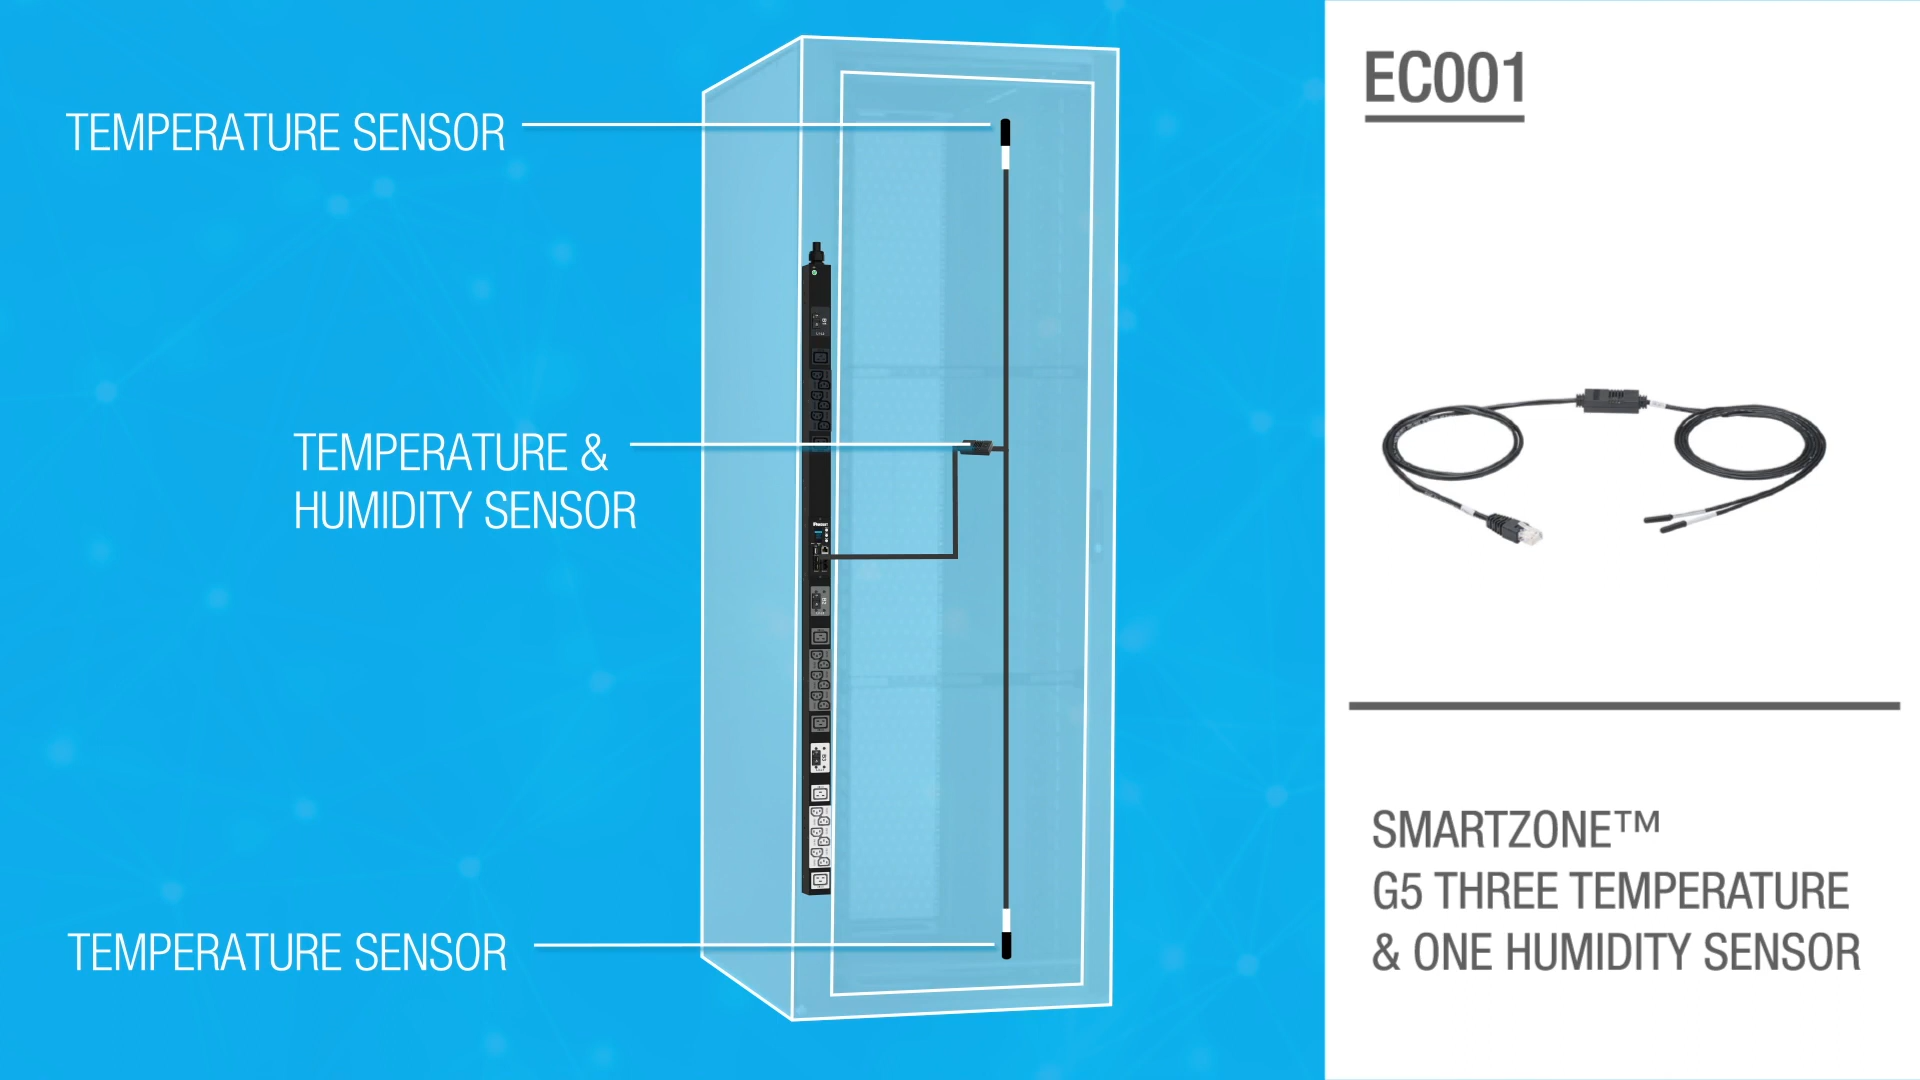 TEMPERATURE SENSOR
TEMPERATURE &
HUMIDITY SENSOR
TEMPERATURE SENSOR
EC001
SMARTZONE™
G5 THREE TEMPERATURE
& ONE HUMIDITY SENSOR